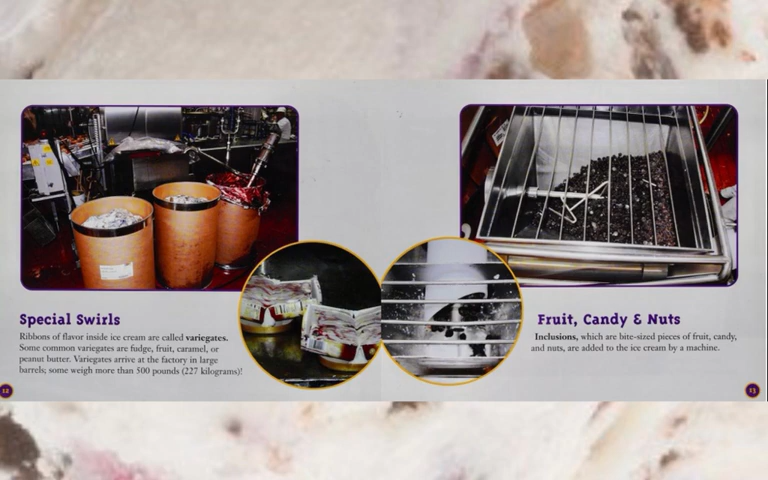 Special Swirls
Ribbons of flavor inside ice cream are called variegates.
Some common variegates are fudge, fruit, caramel, or
peanut butter. Variegates arrive at the factory in large
barrels; some weigh more than 500 pounds (227 kilograms)!
12
Fruit, Candy & Nuts
Inclusions, which are bite-sized pieces of fruit, candy,
and nuts, are added to the ice cream by a machine.
13